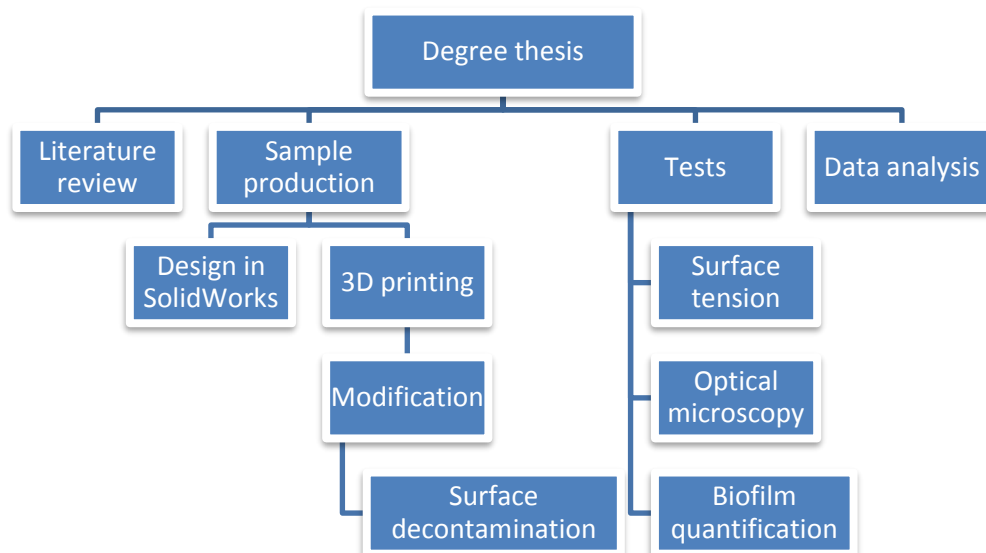 Degree thesis
Literature
review
Sample
production
Tests
Data analysis
Design in
SolidWorks
3D printing
Surface
tension
Modification
Optical
microscopy
Surface
decontamination
Biofilm
quantification